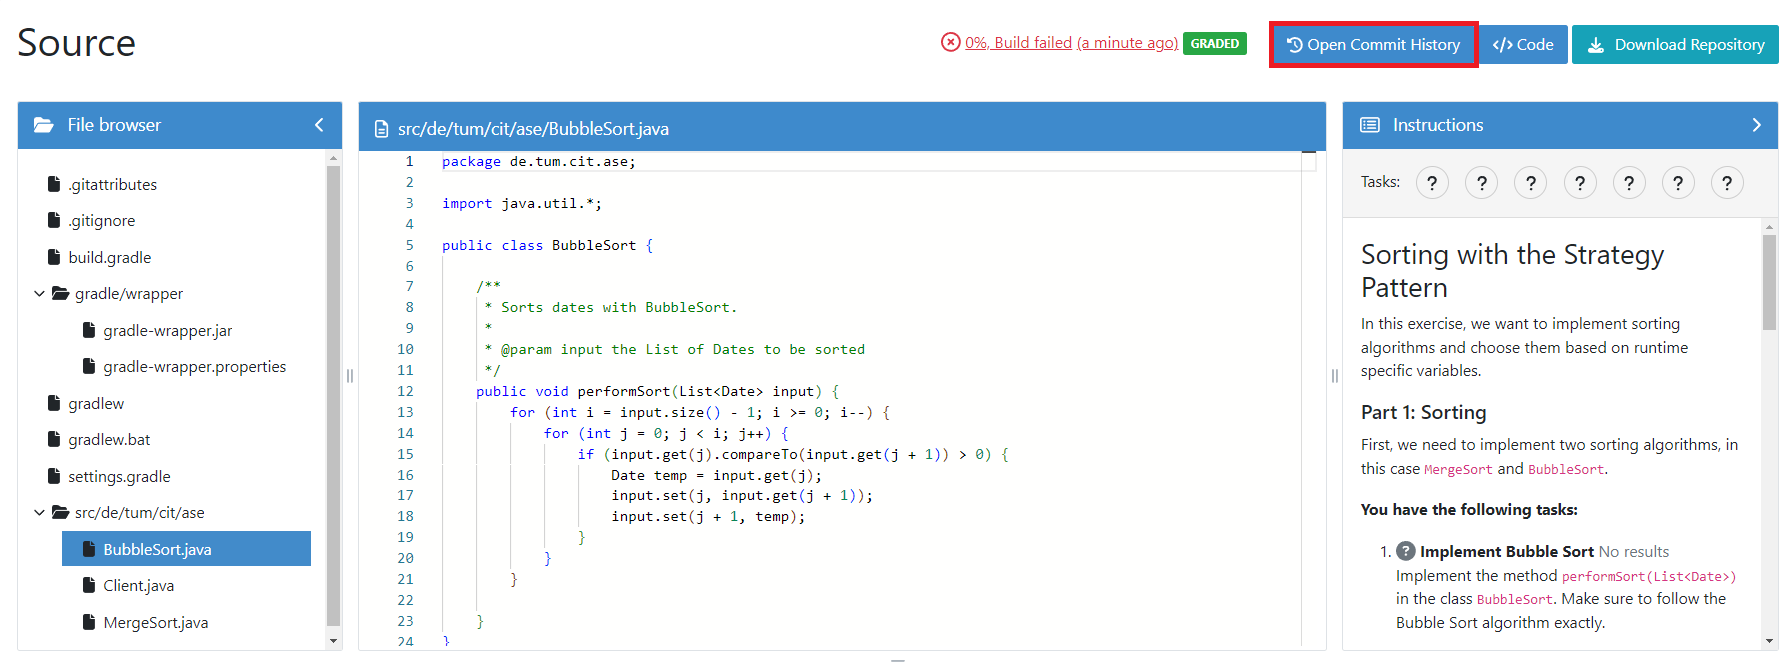 Source
0%, Build failed (a minute ago) GRADED
Open Commit History
</> Code
Download Repository
File browser
.gitattributes
.gitignore
build.gradle
gradle/wrapper
gradle-wrapper.jar
gradle-wrapper.properties
gradlew
gradlew.bat
settings.gradle
src/de/tum/cit/ase
BubbleSort.java
Client.java
MergeSort.java
src/de/tum/cit/ase/BubbleSort.java
1 package de.tum.cit.ase;
2
3 import java.util.*;
4
5 public class BubbleSort {
6
7 /**
8 * Sorts dates with BubbleSort.
9 *
10 * @param input the List of Dates to be sorted
11 */
12 public void performSort(List<Date> input) {
13 for (int i = input.size() - 1; i >= 0; i--) {
14 for (int j = 0; j < i; j++) {
15 if (input.get(j).compareTo(input.get(j + 1)) > 0) {
16 Date temp = input.get(j);
17 input.set(j, input.get(j + 1));
18 input.set(j + 1, temp);
19 }
20 }
21 }
22
23 }
24 }
Instructions
Tasks: ? ? ? ? ? ? ?
Sorting with the Strategy
Pattern
In this exercise, we want to implement sorting
algorithms and choose them based on runtime
specific variables.
Part 1: Sorting
First, we need to implement two sorting algorithms, in
this case MergeSort and BubbleSort.
You have the following tasks:
1. ? Implement Bubble Sort No results
Implement the method performSort(List<Date>)
in the class BubbleSort. Make sure to follow the
Bubble Sort algorithm exactly.